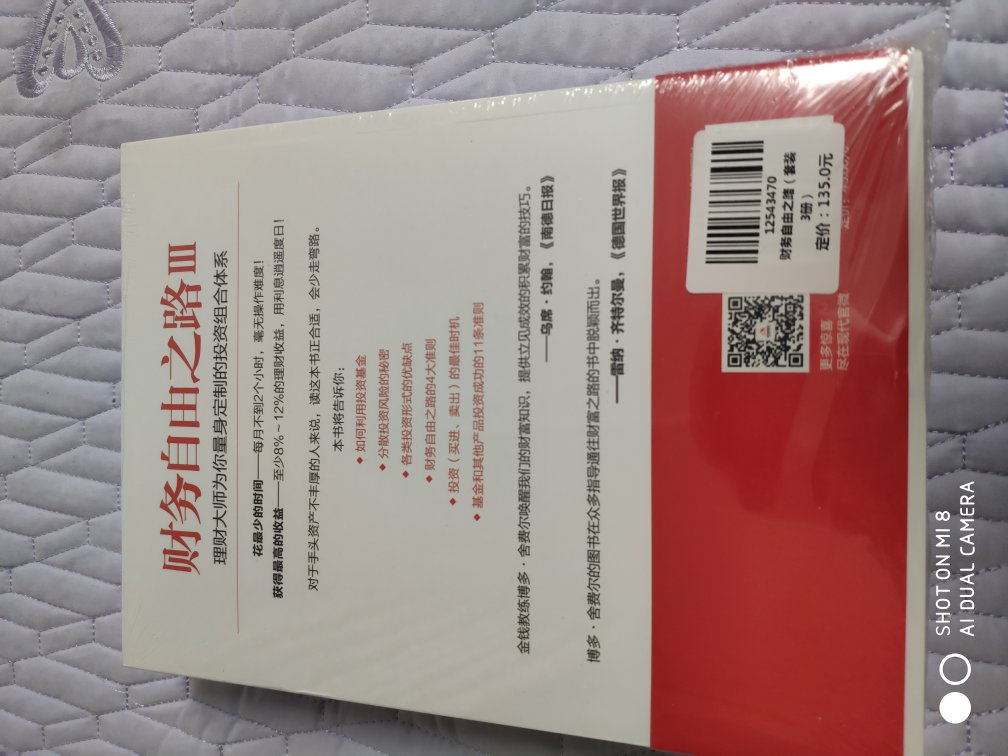 财务自由之路Ⅲ
理财大师为你量身定制的投资组合体系
花最少的时间——每月不到2个小时，毫无操作难度！
获得最高的收益——至少8%~12%的理财收益，用利息逍遥度日！
对于手头资产不丰厚的人来说，读这本书正合适，会少走弯路。
本书将告诉你：
◆ 如何利用投资基金
◆ 分散投资风险的秘密
◆ 各类投资形式的优缺点
◆ 财务自由之路的4大准则
◆ 投资（买进、卖出）的最佳时机
◆ 基金和其他产品投资成功的11条准则
金钱教练博多·舍费尔唤醒我们的财富知识，提供立见成效的积累财富的技巧。
——乌席·约翰，《南德日报》
博多·舍费尔的图书在众多指导通往财富之路的书中脱颖而出。
——雷纳·齐特尔曼，《德国世界报》
12543470
财务自由之路（套装
3册）
定价：135.0元
更多惊喜
尽在现代官微
SHOT ON MI 8
AI DUAL CAMERA